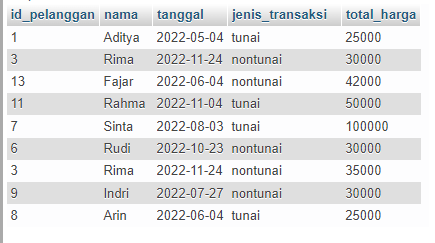 id_pelanggan nama tanggal jenis_transaksi total_harga
1 Aditya 2022-05-04 tunai 25000
3 Rima 2022-11-24 nontunai 30000
13 Fajar 2022-06-04 nontunai 42000
11 Rahma 2022-11-04 tunai 50000
7 Sinta 2022-08-03 tunai 100000
6 Rudi 2022-10-23 nontunai 30000
3 Rima 2022-11-24 nontunai 35000
9 Indri 2022-07-27 nontunai 30000
8 Arin 2022-06-04 tunai 25000